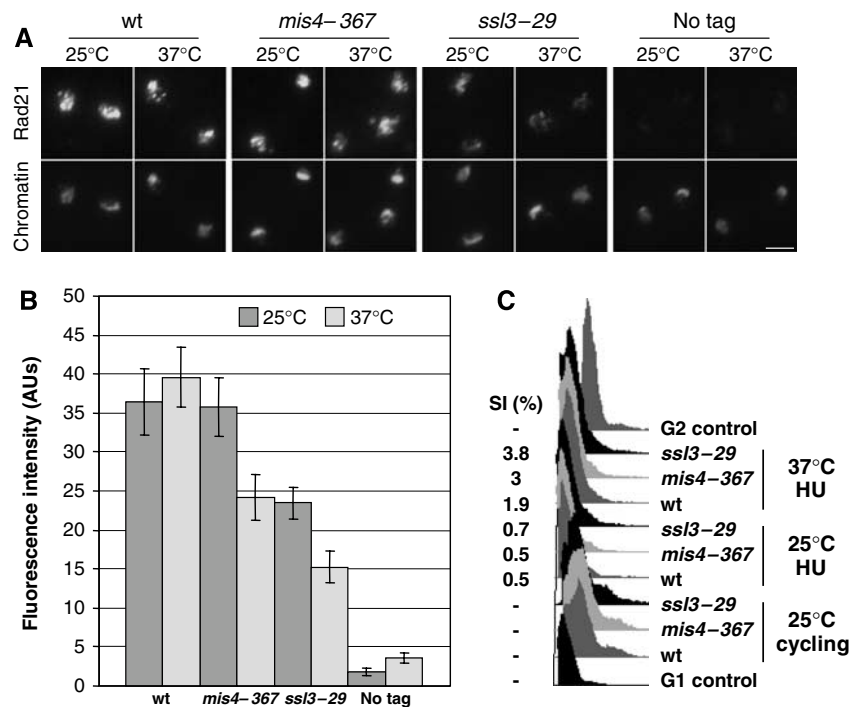 A
wt mis4–367 ssl3–29 No tag
25°C 37°C 25°C 37°C 25°C 37°C 25°C 37°C
Rad21
Chromatin
B
Fluorescence intensity (AUs)
50
45
40
35
30
25
20
15
10
5
0
25°C 37°C
wt mis4–367 ssl3–29 No tag
C
SI (%)
- G2 control
3.8 ssl3–29
3 mis4–367
1.9 wt
37°C
HU
0.7 ssl3–29
0.5 mis4–367
0.5 wt
25°C
HU
- ssl3–29
- mis4–367
- wt
25°C
cycling
- G1 control